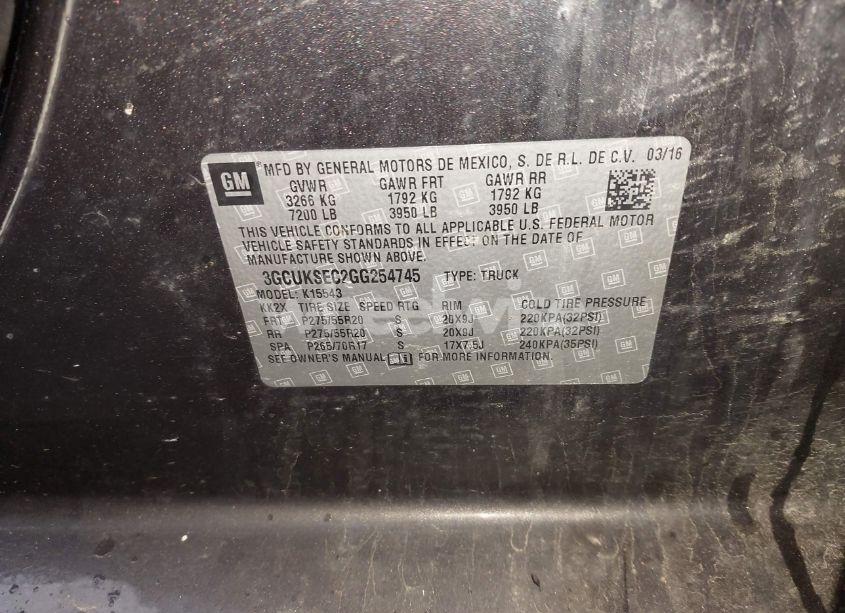 GM MFD BY GENERAL MOTORS DE MEXICO, S. DE R.L. DE C.V. 03/16
GVWR GAWR FRT GAWR RR
3266 KG 1792 KG 1792 KG
7200 LB 3950 LB 3950 LB
THIS VEHICLE CONFORMS TO ALL APPLICABLE U.S. FEDERAL MOTOR
VEHICLE SAFETY STANDARDS IN EFFECT ON THE DATE OF
MANUFACTURE SHOWN ABOVE.
3GCUKSEC2GG254745 TYPE: TRUCK
MODEL: K15543
KK2X TIRE SIZE SPEED RTG RIM COLD TIRE PRESSURE
FRT P275/55R20 S 20X9J 220KPA(32PSI)
RR P275/55R20 S 20X9J 220KPA(32PSI)
SPA P265/70R17 S 17X7.5J 240KPA(35PSI)
SEE OWNER'S MANUAL FOR MORE INFORMATION.